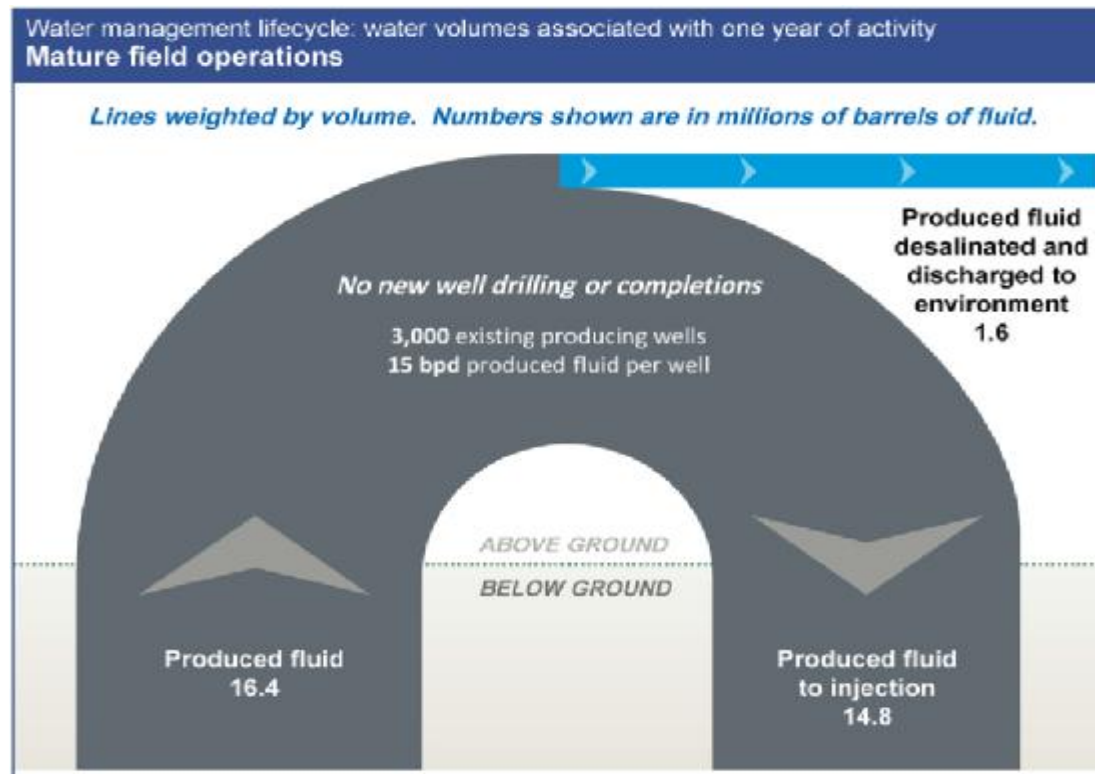 Water management lifecycle: water volumes associated with one year of activity
Mature field operations
Lines weighted by volume. Numbers shown are in millions of barrels of fluid.
Produced fluid
desalinated and
discharged to
environment
1.6
No new well drilling or completions
3,000 existing producing wells
15 bpd produced fluid per well
ABOVE GROUND
BELOW GROUND
Produced fluid
16.4
Produced fluid
to injection
14.8